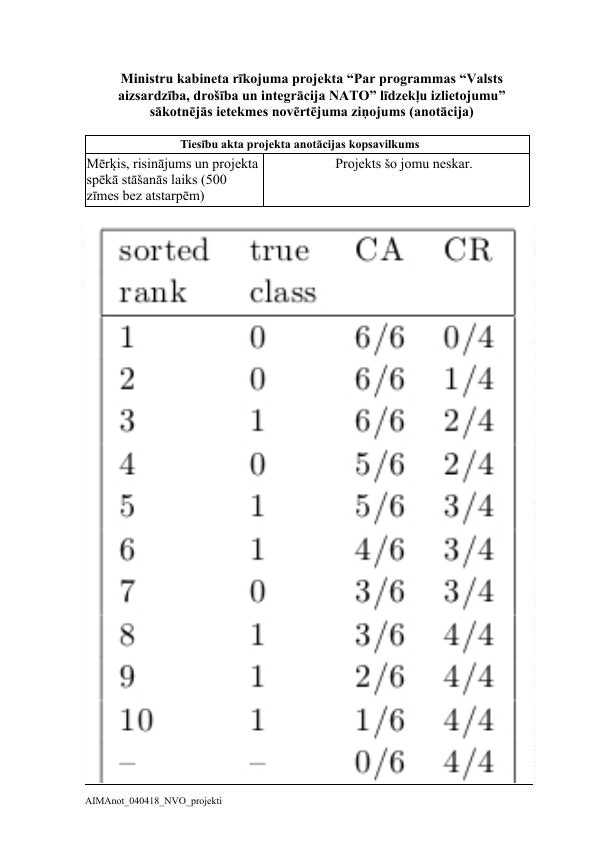 Ministru kabineta rīkojuma projekta “Par programmas “Valsts
aizsardzība, drošība un integrācija NATO” līdzekļu izlietojumu”
sākotnējās ietekmes novērtējuma ziņojums (anotācija)
Tiesību akta projekta anotācijas kopsavilkums
Mērķis, risinājums un projekta
spēkā stāšanās laiks (500
zīmes bez atstarpēm)
Projekts šo jomu neskar.
sorted true CA CR
rank class
1 0 6/6 0/4
2 0 6/6 1/4
3 1 6/6 2/4
4 0 5/6 2/4
5 1 5/6 3/4
6 1 4/6 3/4
7 0 3/6 3/4
8 1 3/6 4/4
9 1 2/6 4/4
10 1 1/6 4/4
– – 0/6 4/4
AIMAnot_040418_NVO_projekti